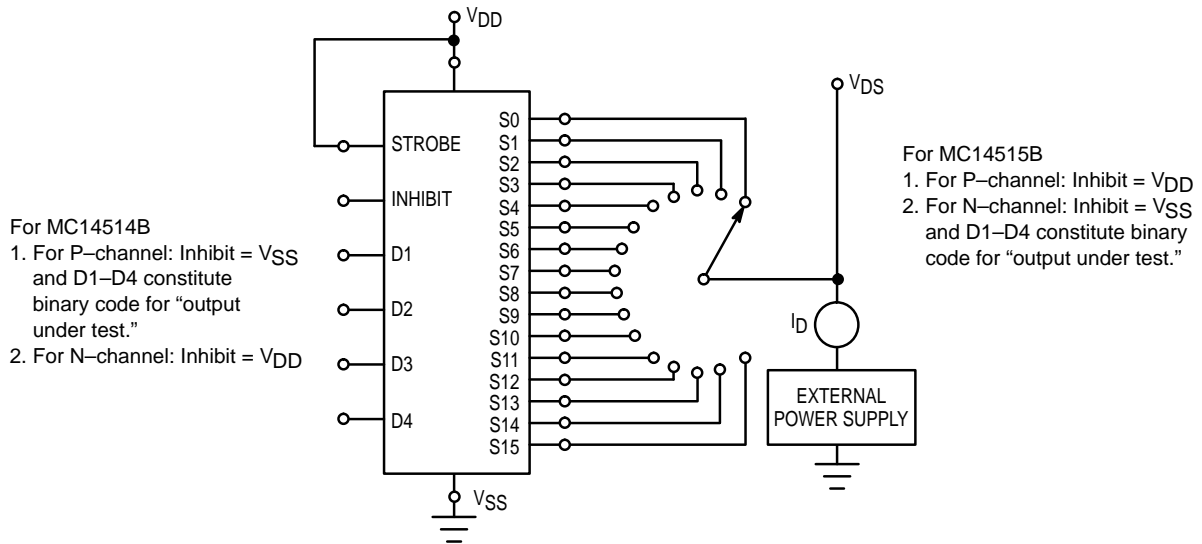 VDD
For MC14514B
1. For P–channel: Inhibit = VSS
and D1–D4 constitute
binary code for “output
under test.”
2. For N–channel: Inhibit = VDD
STROBE
INHIBIT
D1
D2
D3
D4
S0
S1
S2
S3
S4
S5
S6
S7
S8
S9
S10
S11
S12
S13
S14
S15
VSS
VDS
ID
EXTERNAL
POWER SUPPLY
For MC14515B
1. For P–channel: Inhibit = VDD
2. For N–channel: Inhibit = VSS
and D1–D4 constitute binary
code for “output under test.”